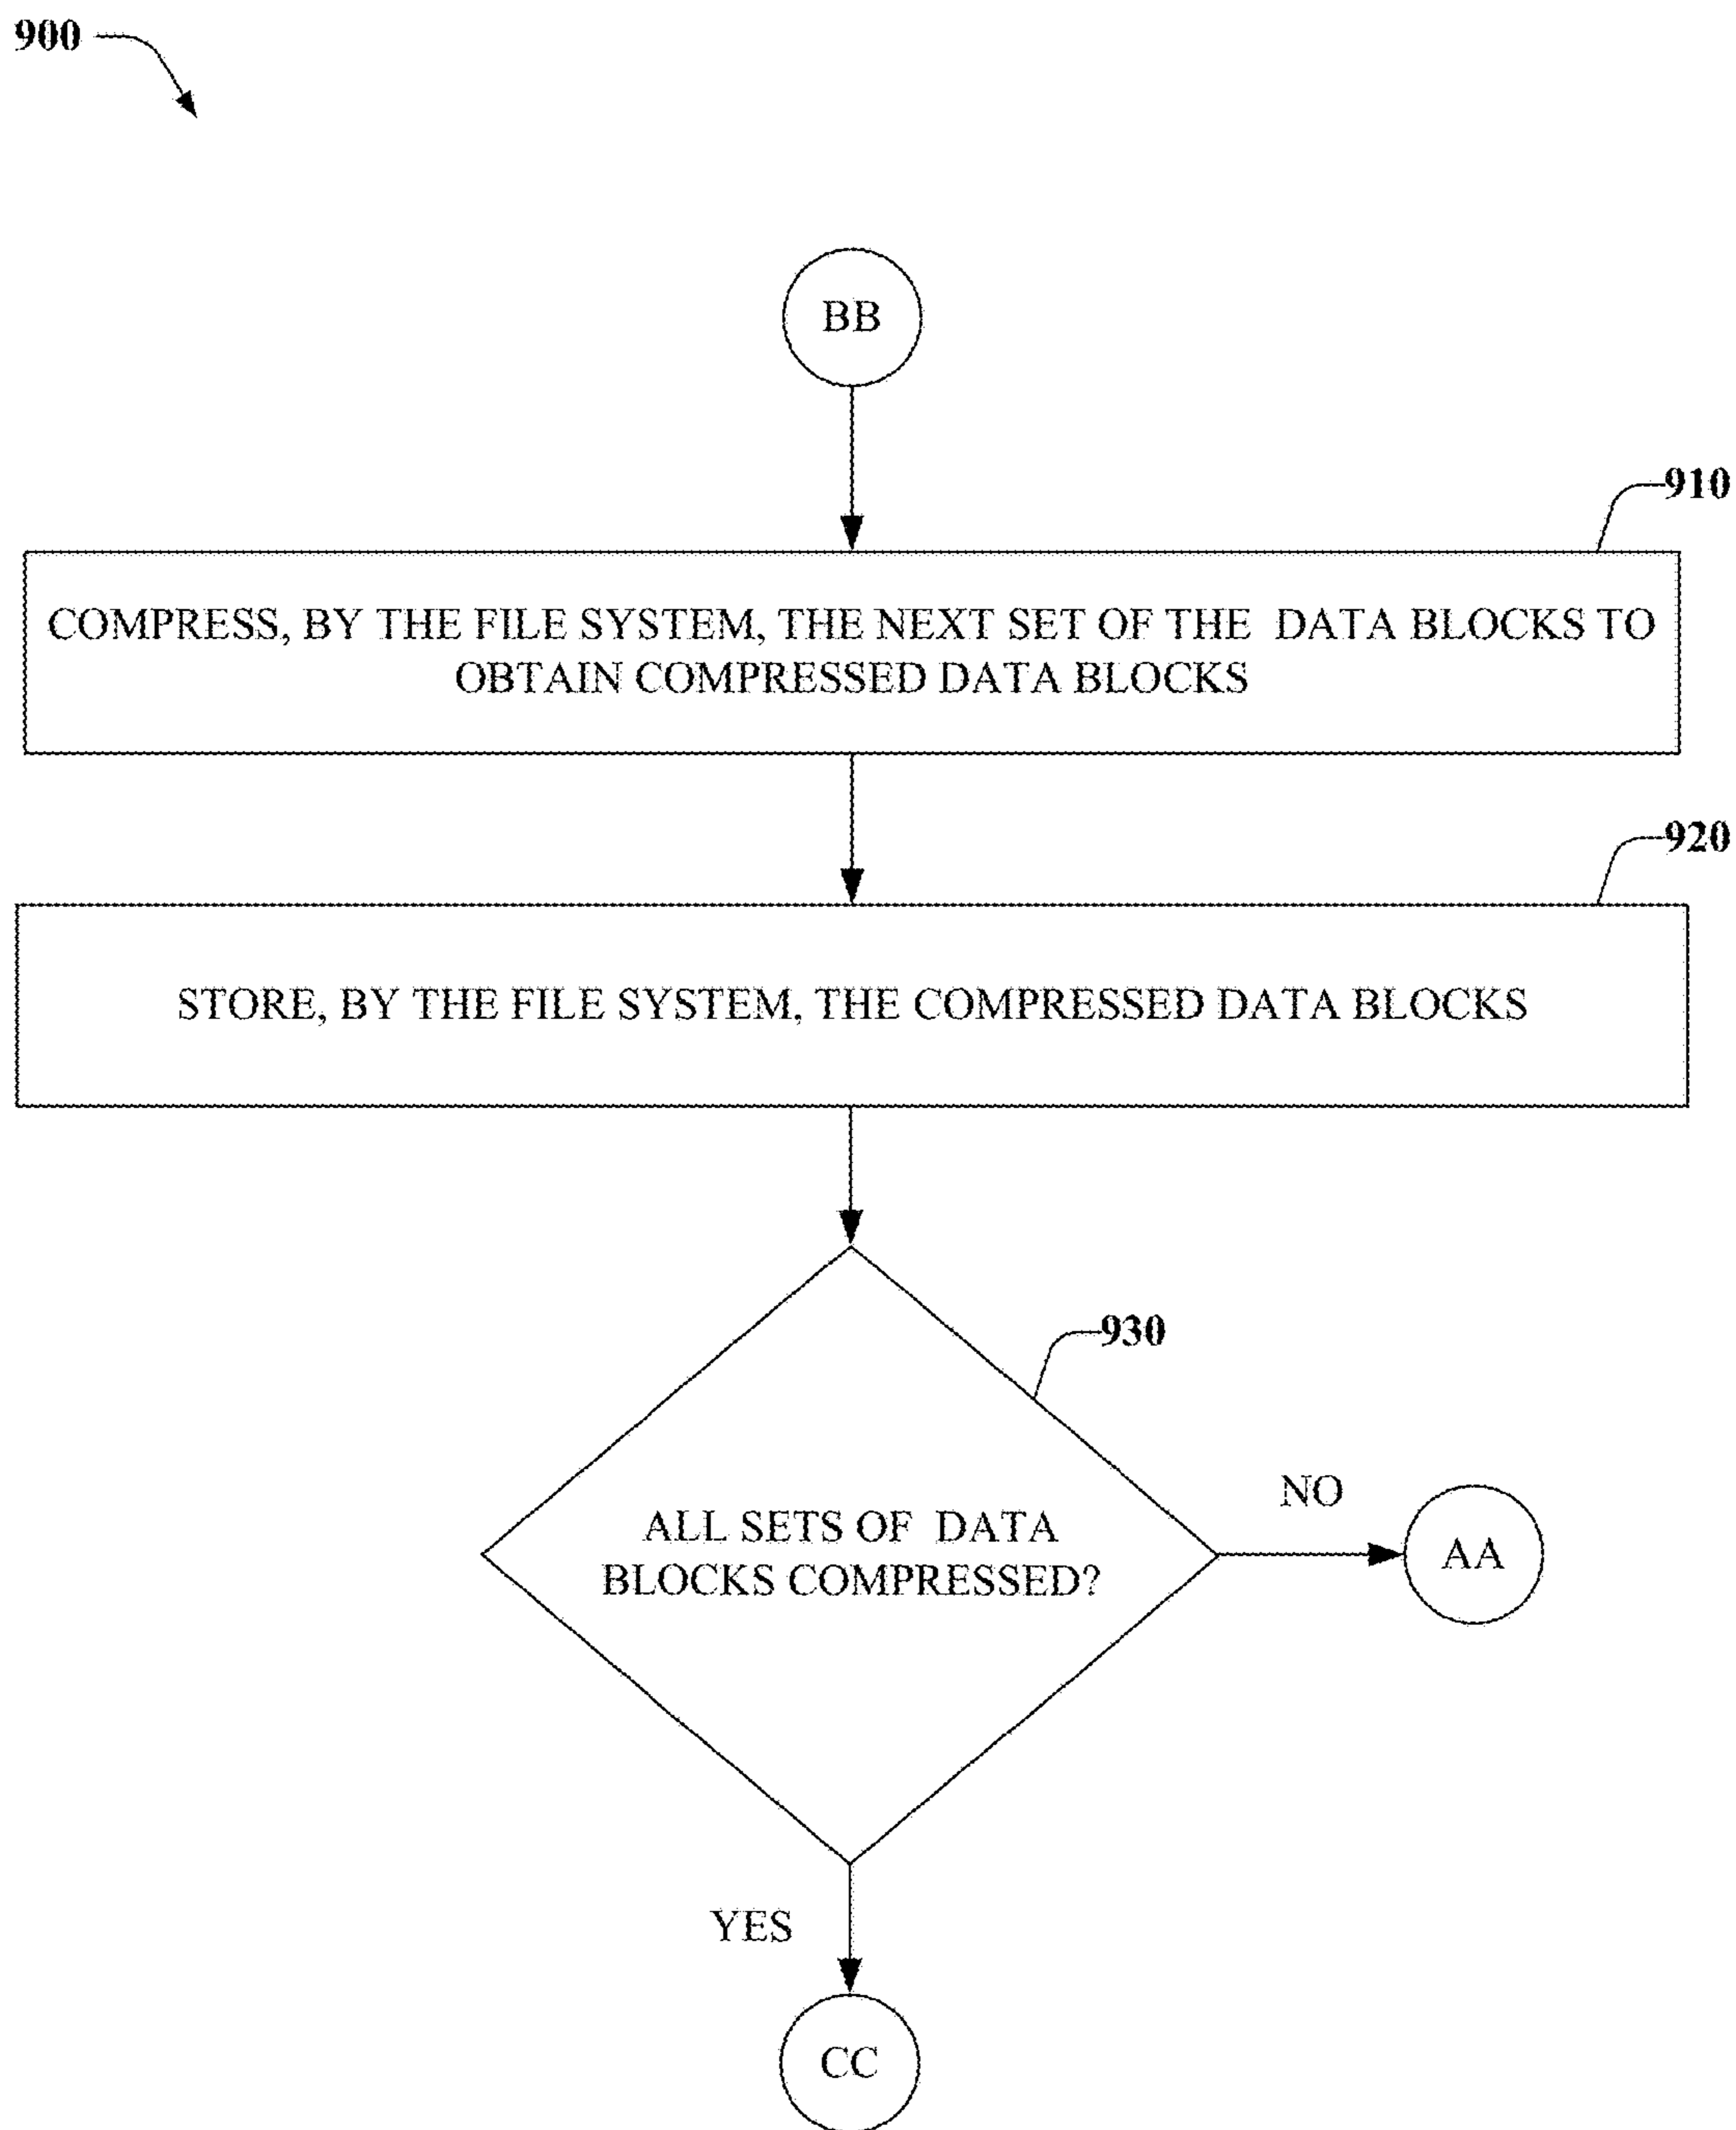 900
BB
910
COMPRESS, BY THE FILE SYSTEM, THE NEXT SET OF THE DATA BLOCKS TO
OBTAIN COMPRESSED DATA BLOCKS
920
STORE, BY THE FILE SYSTEM, THE COMPRESSED DATA BLOCKS
930
ALL SETS OF DATA
BLOCKS COMPRESSED?
NO
AA
YES
CC